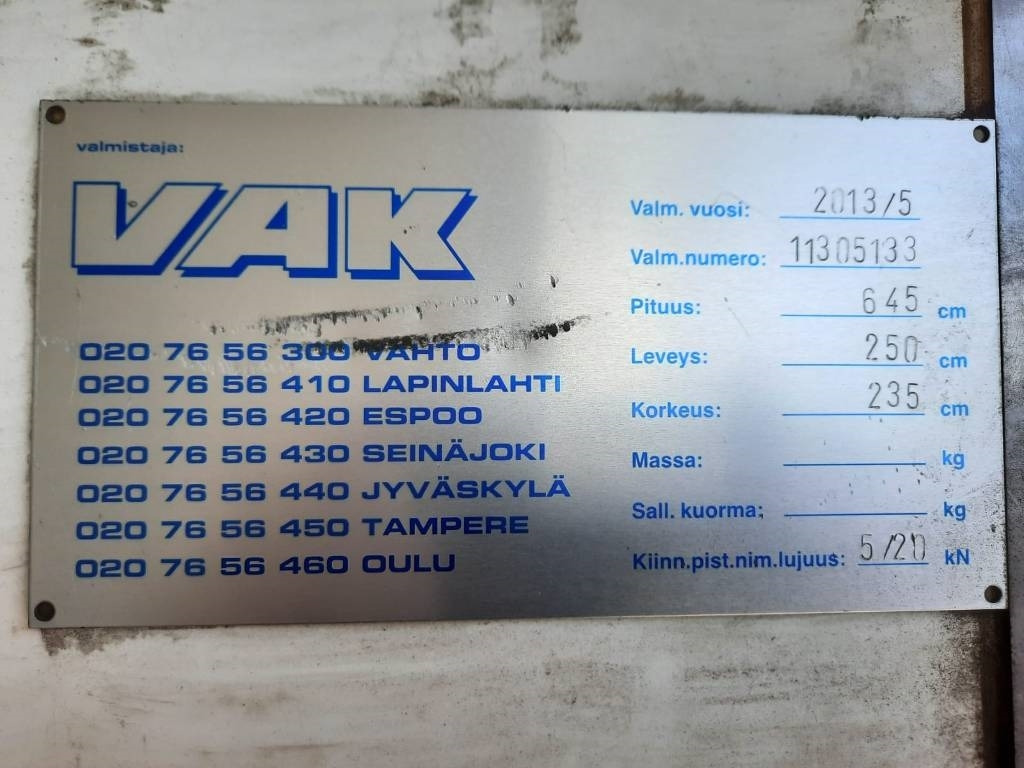 valmistaja:
VAK
020 76 56 300 VAHTO
020 76 56 410 LAPINLAHTI
020 76 56 420 ESPOO
020 76 56 430 SEINÄJOKI
020 76 56 440 JYVÄSKYLÄ
020 76 56 450 TAMPERE
020 76 56 460 OULU
Valm. vuosi: 2013/5
Valm.numero: 11305133
Pituus: 645 cm
Leveys: 250 cm
Korkeus: 235 cm
Massa: kg
Sall. kuorma: kg
Kiinn.pist.nim.lujuus: 5/20 kN